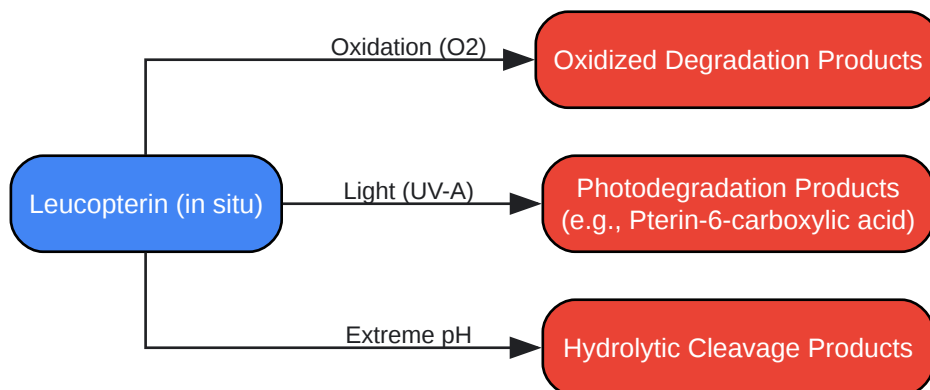 Oxidation (O2)
Oxidized Degradation Products
Leucopterin (in situ)
Light (UV-A)
Photodegradation Products
(e.g., Pterin-6-carboxylic acid)
Extreme pH
Hydrolytic Cleavage Products